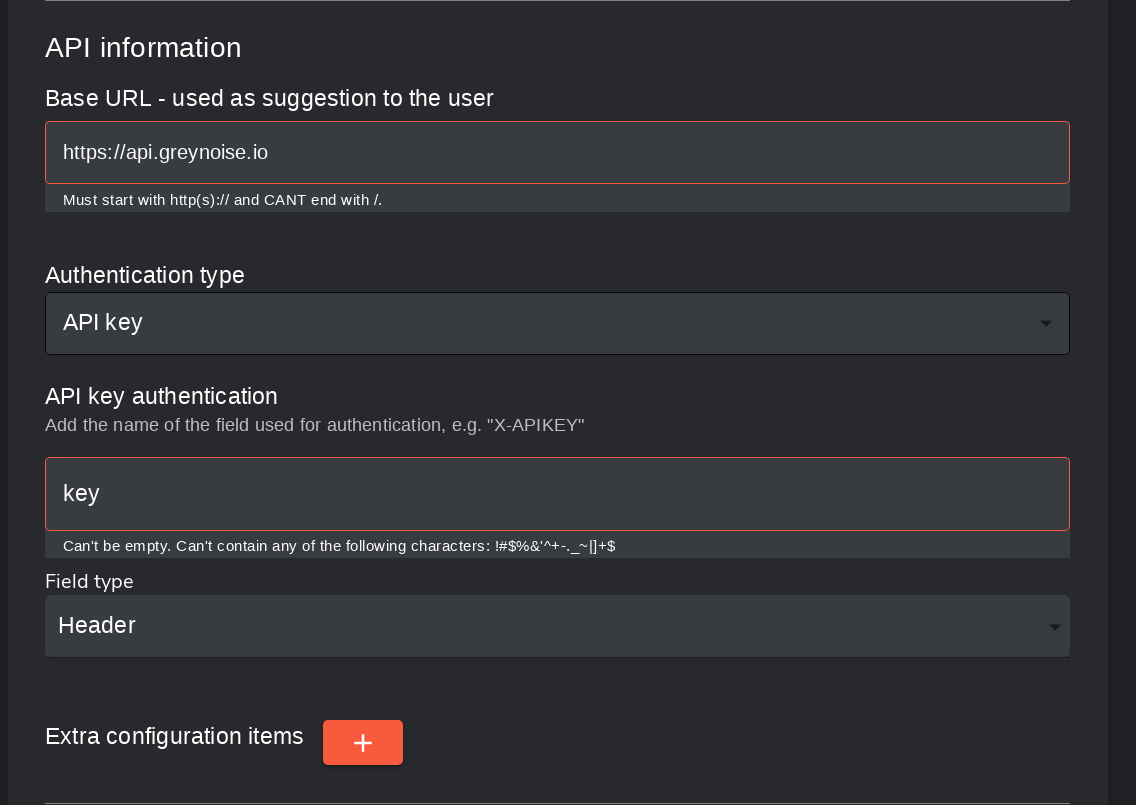 API information
Base URL - used as suggestion to the user
https://api.greynoise.io
Must start with http(s):// and CANT end with /.
Authentication type
API key
API key authentication
Add the name of the field used for authentication, e.g. "X-APIKEY"
key
Can't be empty. Can't contain any of the following characters: !#$%&'^+-._~|]+$
Field type
Header
Extra configuration items